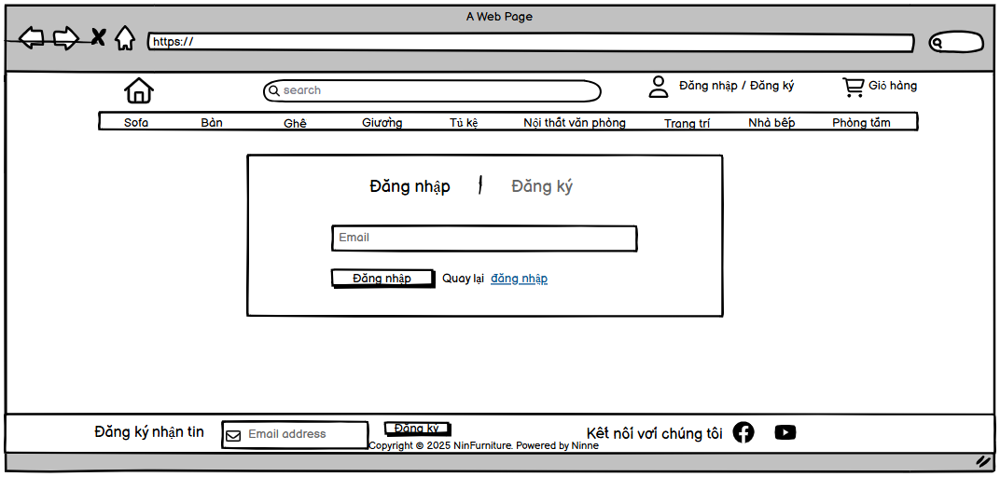 A Web Page
https://
search
Đăng nhập / Đăng ký
Giỏ hàng
Sofa Bàn Ghế Giường Tủ kệ Nội thất văn phòng Trang trí Nhà bếp Phòng tắm
Đăng nhập | Đăng ký
Email
Đăng nhập Quay lại đăng nhập
Đăng ký nhận tin
Email address
Đăng ký
Kết nối vơi chúng tôi
Copyright © 2025 NinFurniture. Powered by Ninne